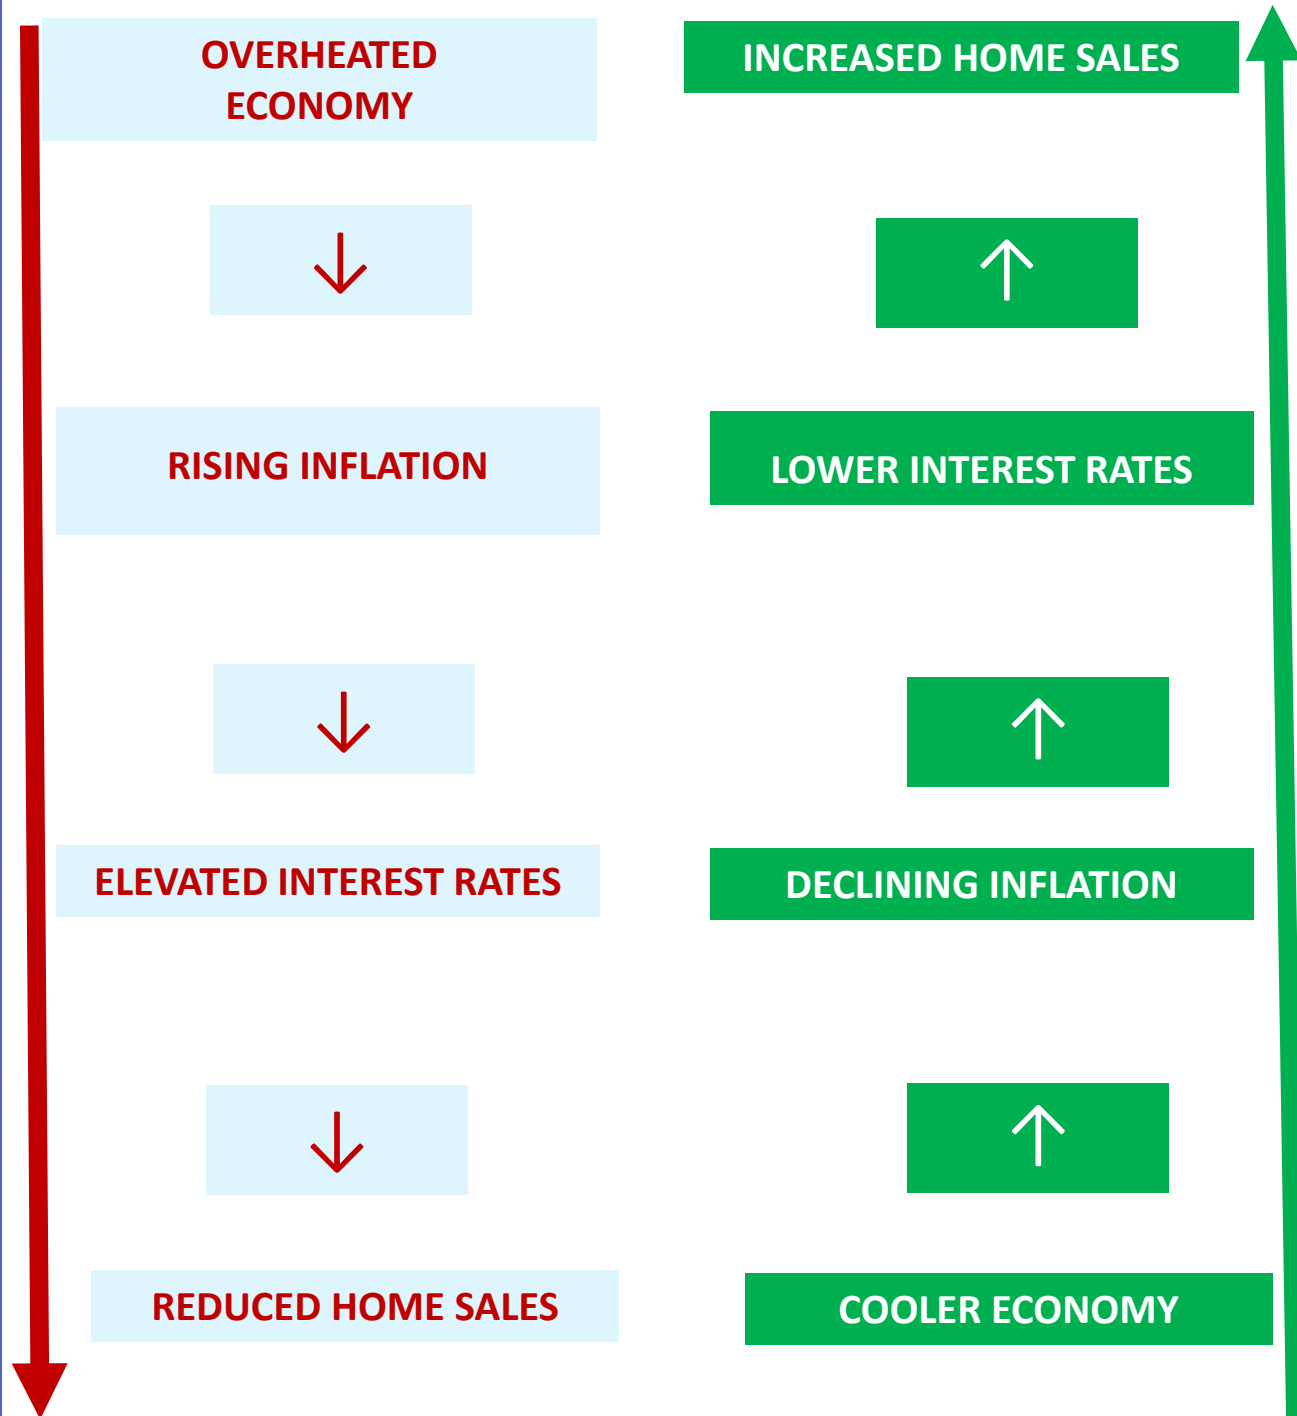 OVERHEATED
ECONOMY
RISING INFLATION
ELEVATED INTEREST RATES
REDUCED HOME SALES
INCREASED HOME SALES
LOWER INTEREST RATES
DECLINING INFLATION
COOLER ECONOMY